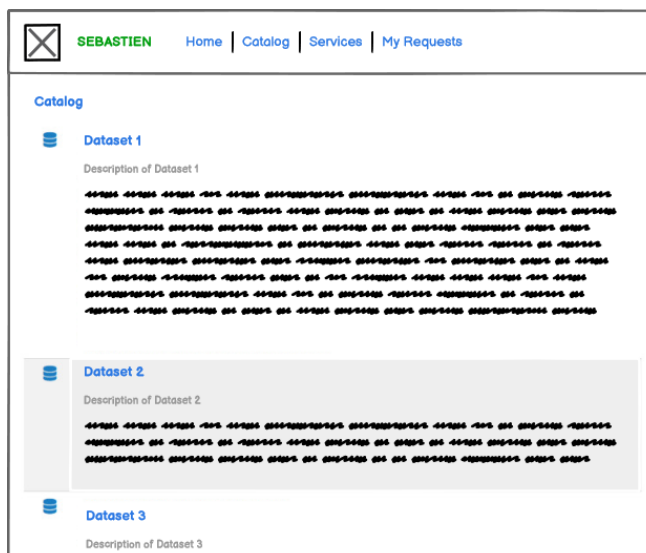 SEBASTIEN Home Catalog Services My Requests
Catalog
Dataset 1
Description of Dataset 1
Dataset 2
Description of Dataset 2
Dataset 3
Description of Dataset 3